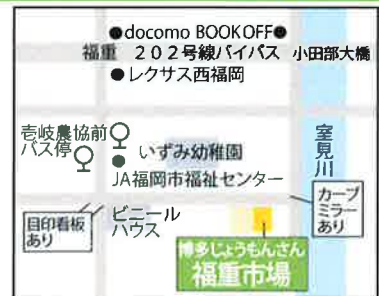 ●docomo BOOKOFF●
福重 202号線バイパス 小田部大橋
●レクサス西福岡
壱岐農協前
バス停
いずみ幼稚園
JA福岡市福祉センター
室見川
カーブ
ミラー
あり
目印看板
あり
ビニール
ハウス
博多じょうもんさん
福重市場